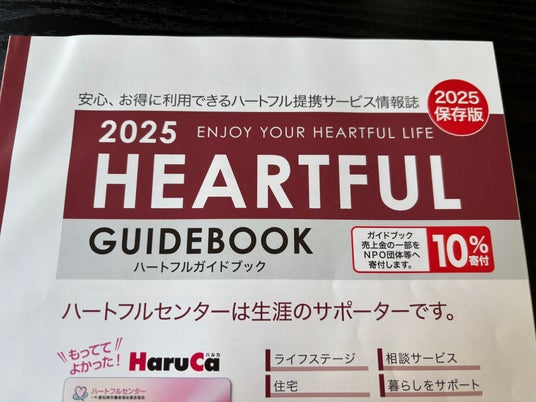 安心、お得に利用できるハートフル提携サービス情報誌
2025
保存版
2025 ENJOY YOUR HEARTFUL LIFE
HEARTFUL
GUIDEBOOK
ハートフルガイドブック
ガイドブック
売上金の一部を
NPO団体等へ
寄付します。
10%
寄付
ハートフルセンターは生涯のサポーターです。
もってて
よかった!
HaruCa
ハルカ
ライフステージ
相談サービス
住宅
暮らしをサポート
ハートフルセンター